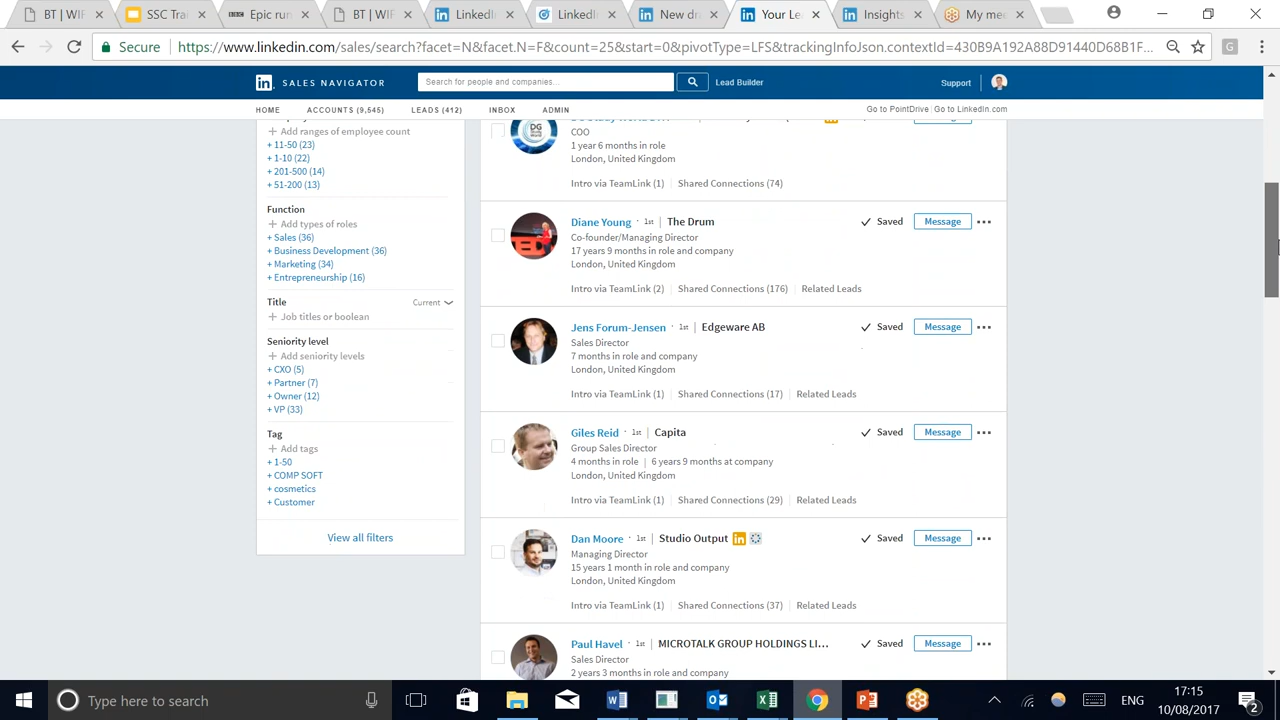 BT | WIF
SSC Tra
Epic run
BT | WIF
LinkedIn
LinkedIn
New dr
Your Le
Insights
My me
Secure
https://www.linkedin.com/sales/search?facet=N&facet.N=F&count=25&start=0&pivotType=LFS&trackingInfoJson.contextId=430B9A192A88D91440D68B1F...
in SALES NAVIGATOR
Search for people and companies...
Lead Builder
Support
HOME
ACCOUNTS (9,545)
LEADS (412)
INBOX
ADMIN
Go to PointDrive
Go to LinkedIn.com
+ Add ranges of employee count
+ 11-50 (23)
+ 1-10 (22)
+ 201-500 (14)
+ 51-200 (13)
Function
+ Add types of roles
+ Sales (36)
+ Business Development (36)
+ Marketing (34)
+ Entrepreneurship (16)
Title
Current
+ Job titles or boolean
Seniority level
+ Add seniority levels
+ CXO (5)
+ Partner (7)
+ Owner (12)
+ VP (33)
Tag
+ Add tags
+ 1-50
+ COMP SOFT
+ cosmetics
+ Customer
View all filters
COO
1 year 6 months in role
London, United Kingdom
Intro via TeamLink (1) | Shared Connections (74)
Diane Young · 1st | The Drum
Saved
Message
Co-founder/Managing Director
17 years 9 months in role and company
London, United Kingdom
Intro via TeamLink (2) | Shared Connections (176) | Related Leads
Jens Forum-Jensen · 1st | Edgeware AB
Saved
Message
Sales Director
7 months in role and company
London, United Kingdom
Intro via TeamLink (1) | Shared Connections (17) | Related Leads
Giles Reid · 1st | Capita
Saved
Message
Group Sales Director
4 months in role | 6 years 9 months at company
London, United Kingdom
Intro via TeamLink (1) | Shared Connections (29) | Related Leads
Dan Moore · 1st | Studio Output
Saved
Message
Managing Director
15 years 1 month in role and company
London, United Kingdom
Intro via TeamLink (1) | Shared Connections (37) | Related Leads
Paul Havel · 1st | MICROTALK GROUP HOLDINGS LI...
Saved
Message
Sales Director
2 years 3 months in role and company
Type here to search
ENG
17:15
10/08/2017
2